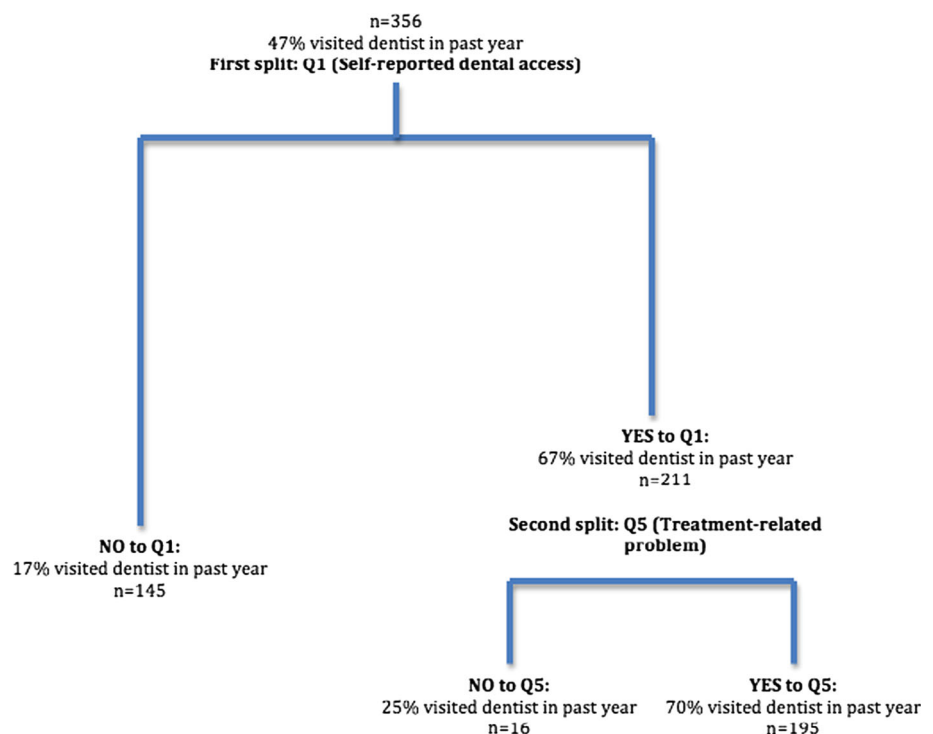 n=356
47% visited dentist in past year
First split: Q1 (Self-reported dental access)
YES to Q1:
67% visited dentist in past year
n=211
Second split: Q5 (Treatment-related
problem)
NO to Q1:
17% visited dentist in past year
n=145
NO to Q5:
25% visited dentist in past year
n=16
YES to Q5:
70% visited dentist in past year
n=195